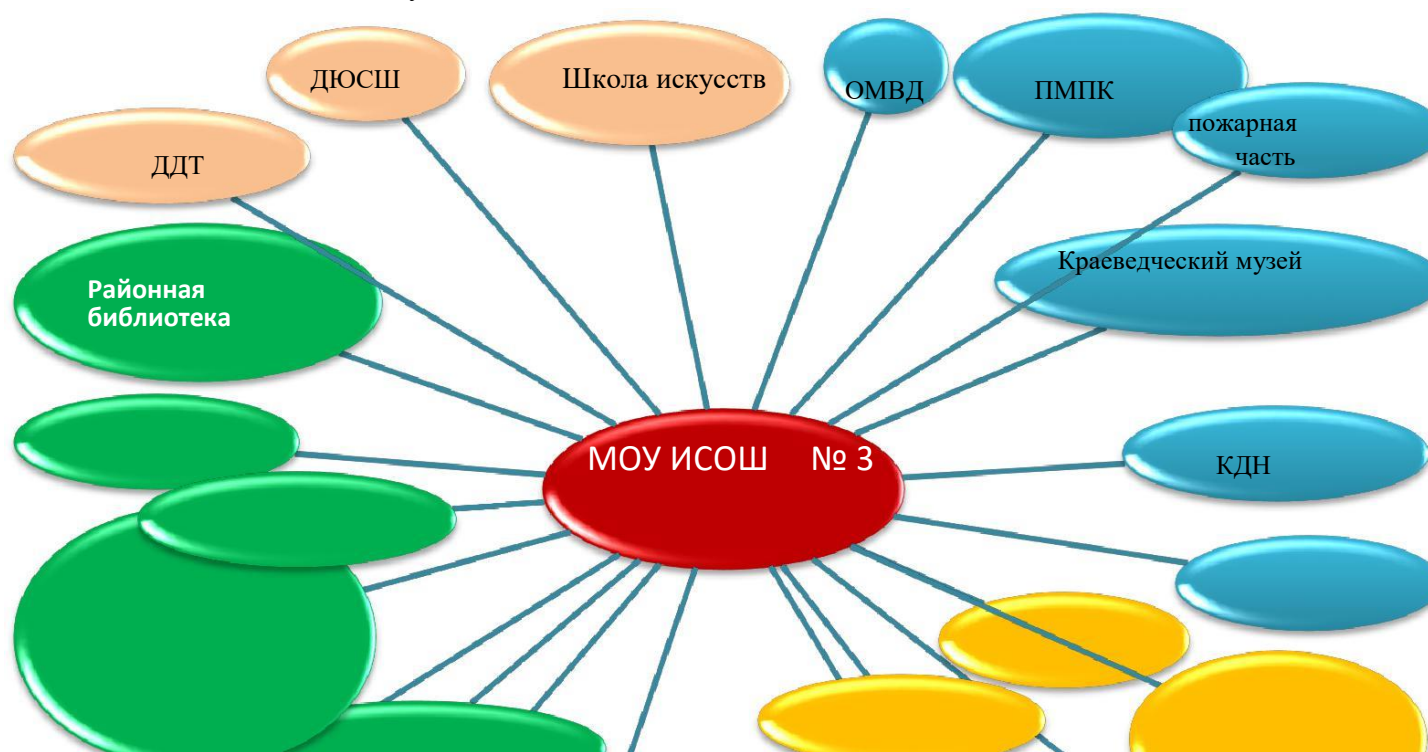 ДЮСШ
Школа искусств
ОМВД
ПМПК
пожарная
часть
ДДТ
Краеведческий музей
Районная
библиотека
МОУ ИСОШ № 3
КДН